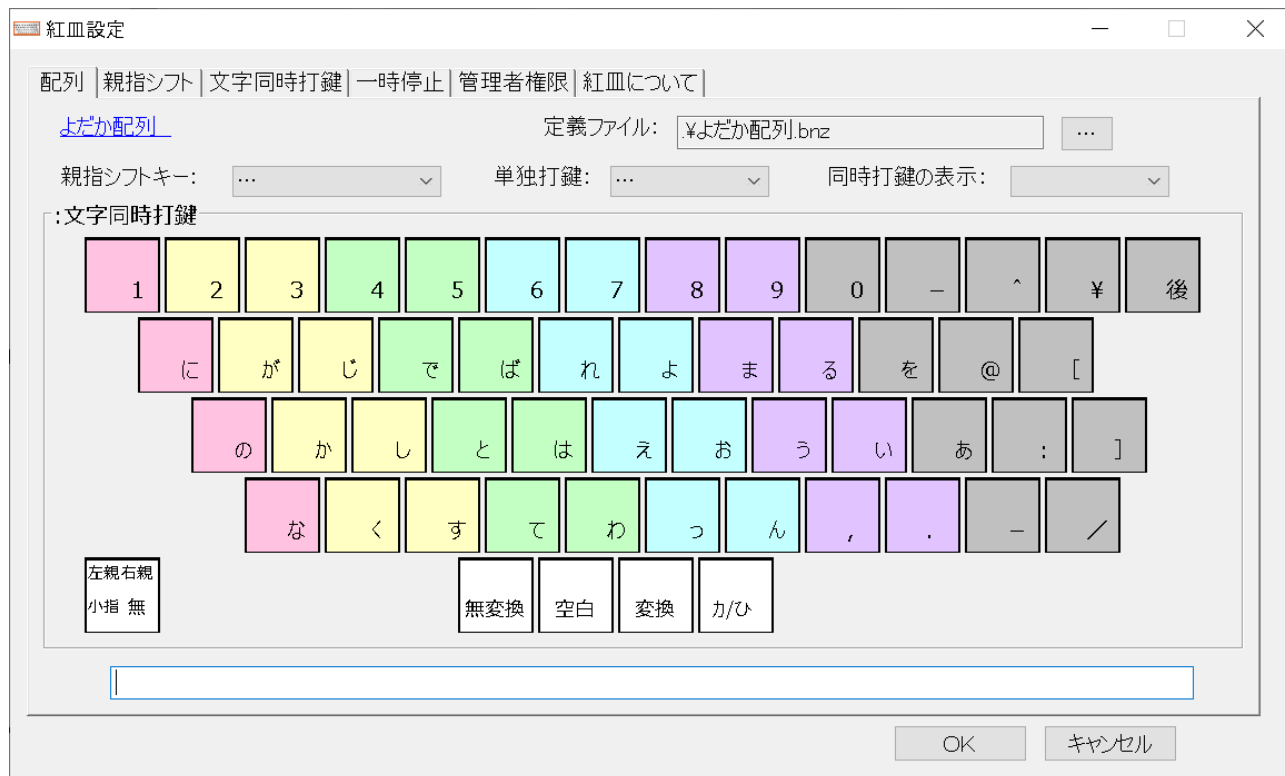 紅皿設定
配列 親指シフト 文字同時打鍵 一時停止 管理者権限 紅皿について
よだか配列 定義ファイル: .¥よだか配列.bnz ...
親指シフトキー: ... 単独打鍵: ... 同時打鍵の表示:
:文字同時打鍵
1 2 3 4 5 6 7 8 9 0 － ＾ ¥ 後
に が じ で ば れ よ ま る を @ [
の か し と は え お う い あ : ]
な く す て わ っ ん , . － ／
左親右親
小指 無 無変換 空白 変換 カ/ひ
OK キャンセル